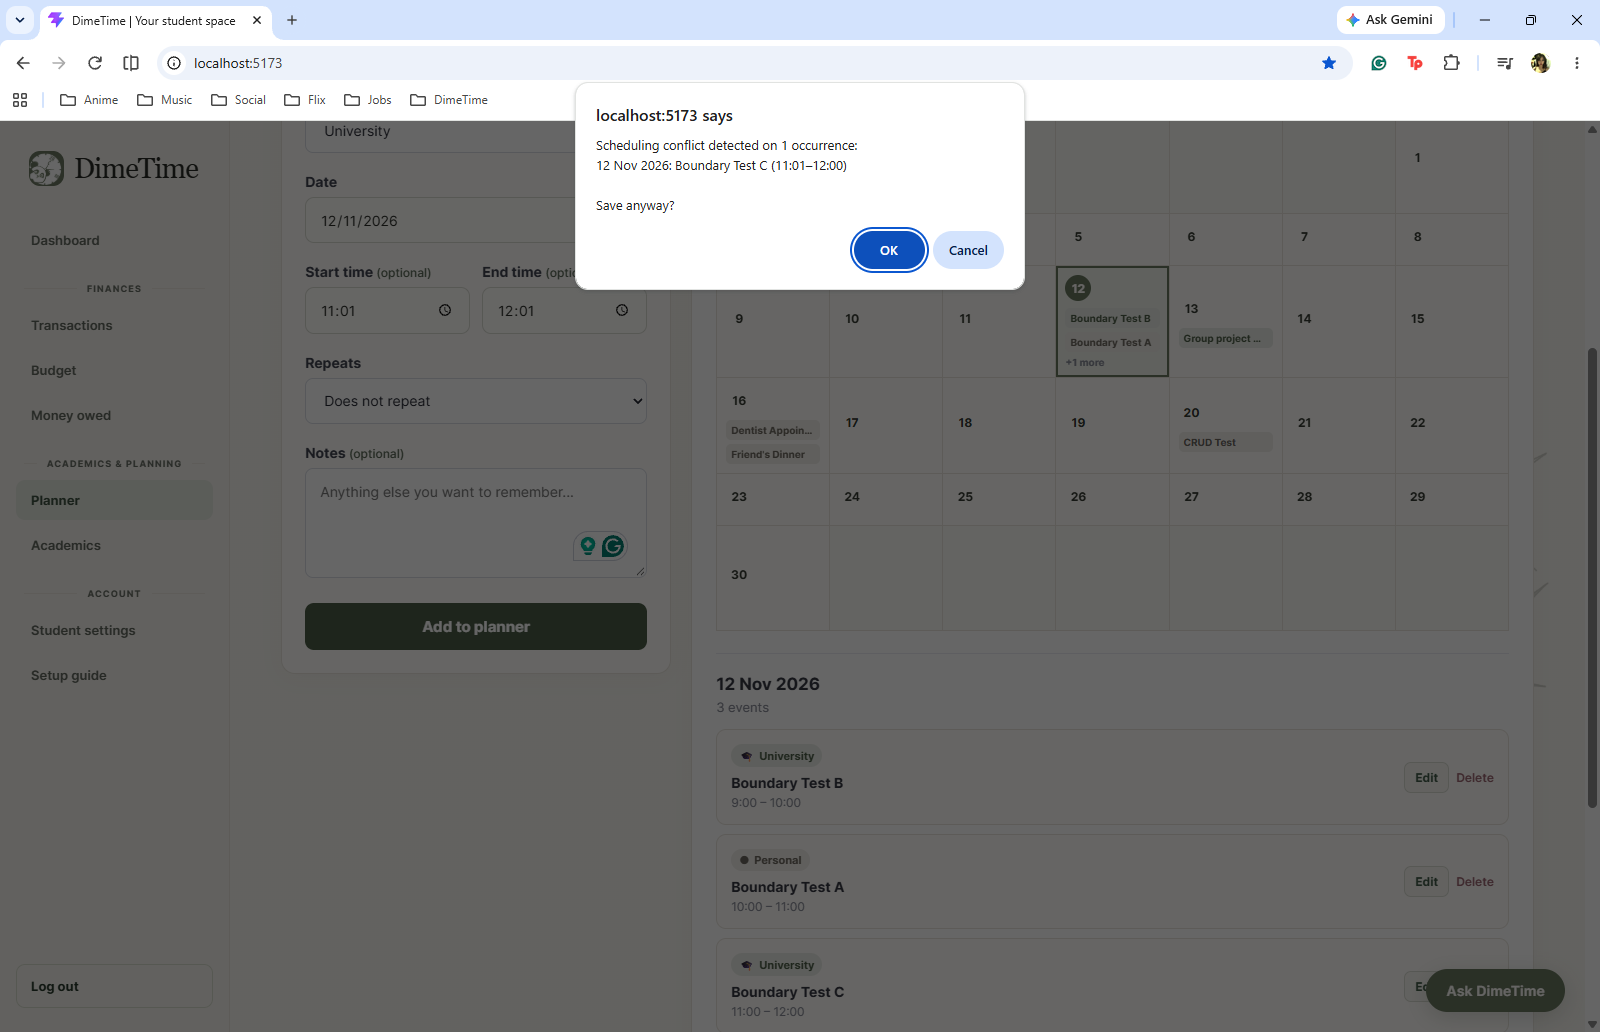 DimeTime | Your student space
Ask Gemini
localhost:5173
Anime
Music
Social
Flix
Jobs
DimeTime
localhost:5173 says
Scheduling conflict detected on 1 occurrence:
12 Nov 2026: Boundary Test C (11:01–12:00)
Save anyway?
OK
Cancel
DimeTime
Dashboard
FINANCES
Transactions
Budget
Money owed
ACADEMICS & PLANNING
Planner
Academics
ACCOUNT
Student settings
Setup guide
Log out
University
Date
12/11/2026
Start time (optional)
End time (optio
11:01
12:01
Repeats
Does not repeat
Notes (optional)
Anything else you want to remember...
Add to planner
1
5
6
7
8
9
10
11
12
Boundary Test B
Boundary Test A
+1 more
13
Group project ...
14
15
16
Dentist Appoin...
Friend's Dinner
17
18
19
20
CRUD Test
21
22
23
24
25
26
27
28
29
30
12 Nov 2026
3 events
University
Boundary Test B
9:00 – 10:00
Edit
Delete
Personal
Boundary Test A
10:00 – 11:00
Edit
Delete
University
Boundary Test C
11:00 – 12:00
Ask DimeTime